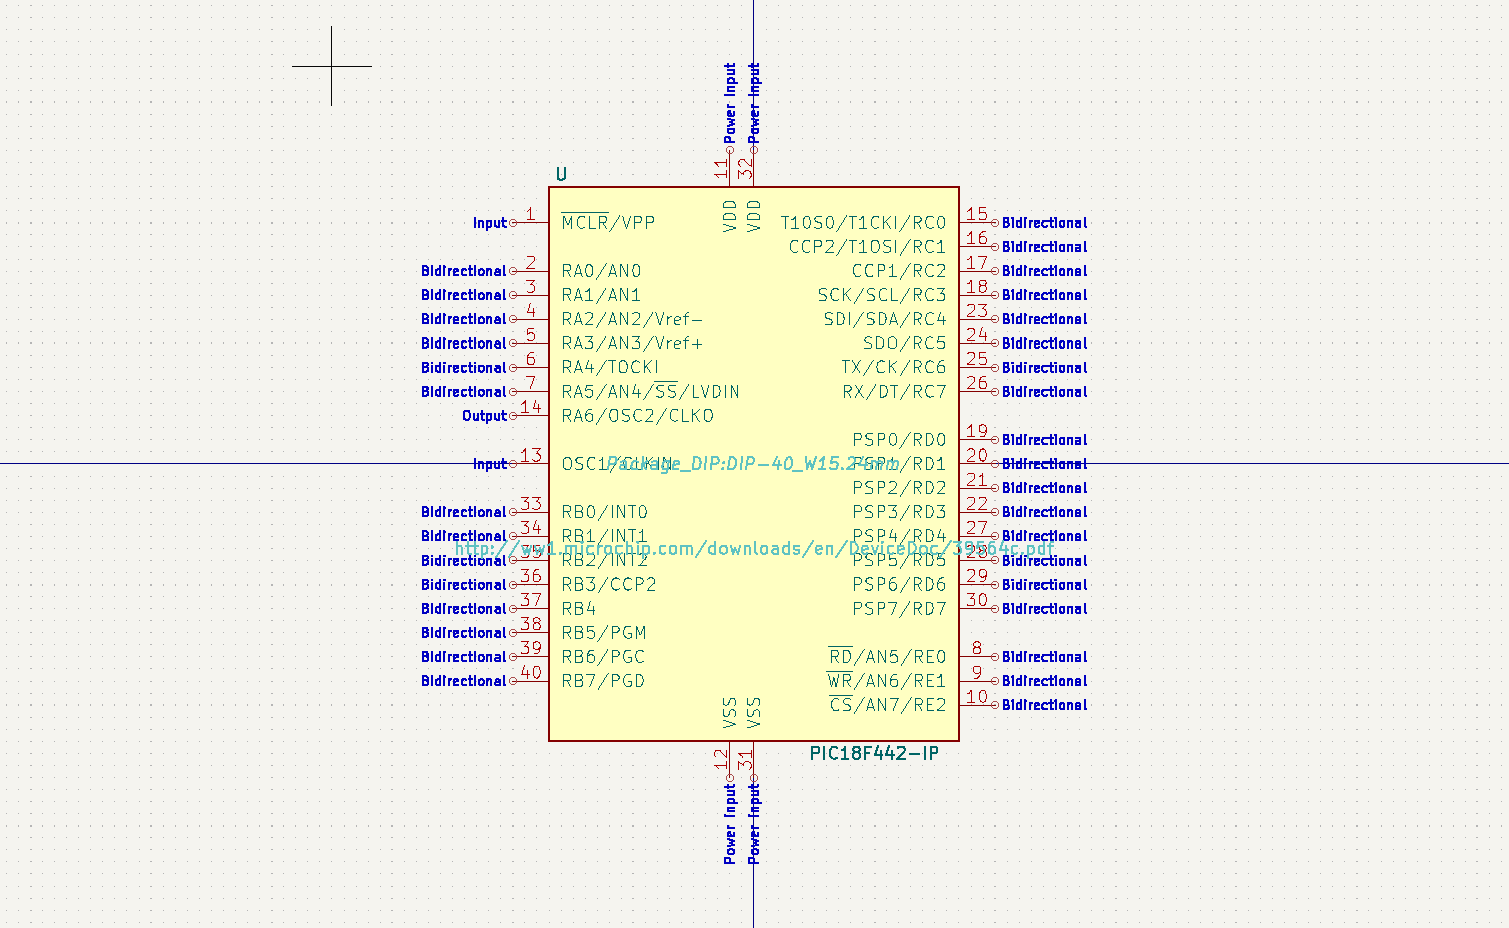 Power Input Power Input
11 32
U
Input 1 MCLR/VPP VDD VDD T1OSO/T1CKI/RC0 15 Bidirectional
CCP2/T1OSI/RC1 16 Bidirectional
Bidirectional 2 RA0/AN0 CCP1/RC2 17 Bidirectional
Bidirectional 3 RA1/AN1 SCK/SCL/RC3 18 Bidirectional
Bidirectional 4 RA2/AN2/Vref- SDI/SDA/RC4 23 Bidirectional
Bidirectional 5 RA3/AN3/Vref+ SDO/RC5 24 Bidirectional
Bidirectional 6 RA4/TOCKI TX/CK/RC6 25 Bidirectional
Bidirectional 7 RA5/AN4/SS/LVDIN RX/DT/RC7 26 Bidirectional
Output 14 RA6/OSC2/CLKO
PSP0/RD0 19 Bidirectional
Input 13 OSC1/CLKIN PSP1/RD1 20 Bidirectional
Package_DIP:DIP-40_W15.24mm
PSP2/RD2 21 Bidirectional
Bidirectional 33 RB0/INT0 PSP3/RD3 22 Bidirectional
Bidirectional 34 RB1/INT1 PSP4/RD4 27 Bidirectional
http://ww1.microchip.com/downloads/en/DeviceDoc/39564c.pdf
Bidirectional 35 RB2/INT2 PSP5/RD5 28 Bidirectional
Bidirectional 36 RB3/CCP2 PSP6/RD6 29 Bidirectional
Bidirectional 37 RB4 PSP7/RD7 30 Bidirectional
Bidirectional 38 RB5/PGM
Bidirectional 39 RB6/PGC RD/AN5/RE0 8 Bidirectional
Bidirectional 40 RB7/PGD WR/AN6/RE1 9 Bidirectional
VSS VSS CS/AN7/RE2 10 Bidirectional
12 31 PIC18F442-IP
Power Input Power Input